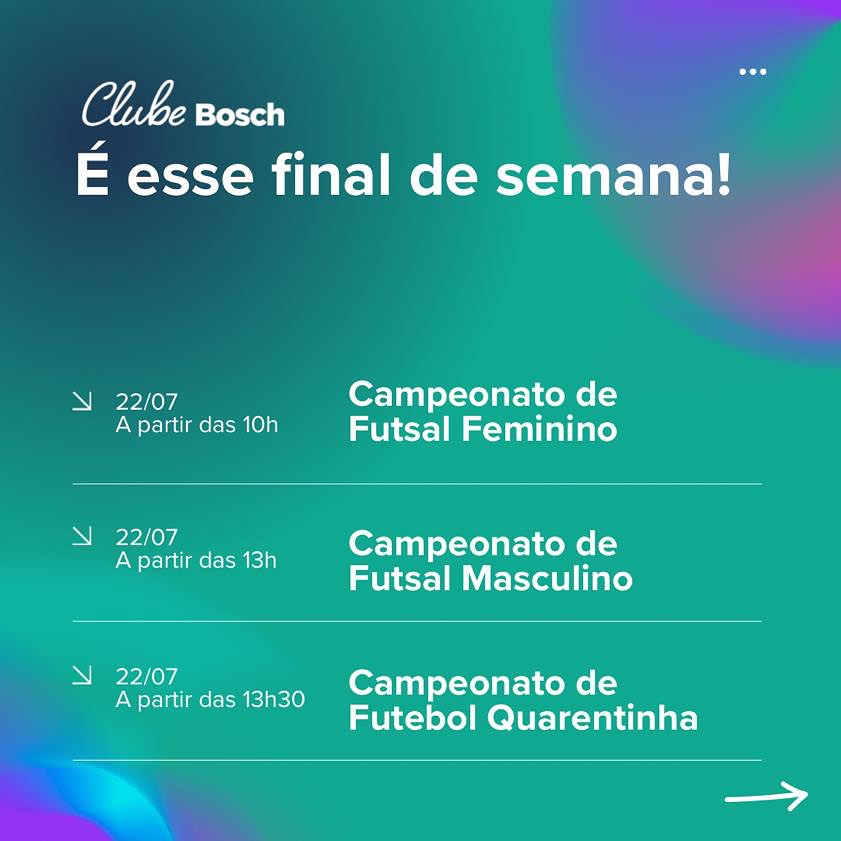 Clube Bosch
É esse final de semana!
22/07
A partir das 10h
Campeonato de
Futsal Feminino
22/07
A partir das 13h
Campeonato de
Futsal Masculino
22/07
A partir das 13h30
Campeonato de
Futebol Quarentinha